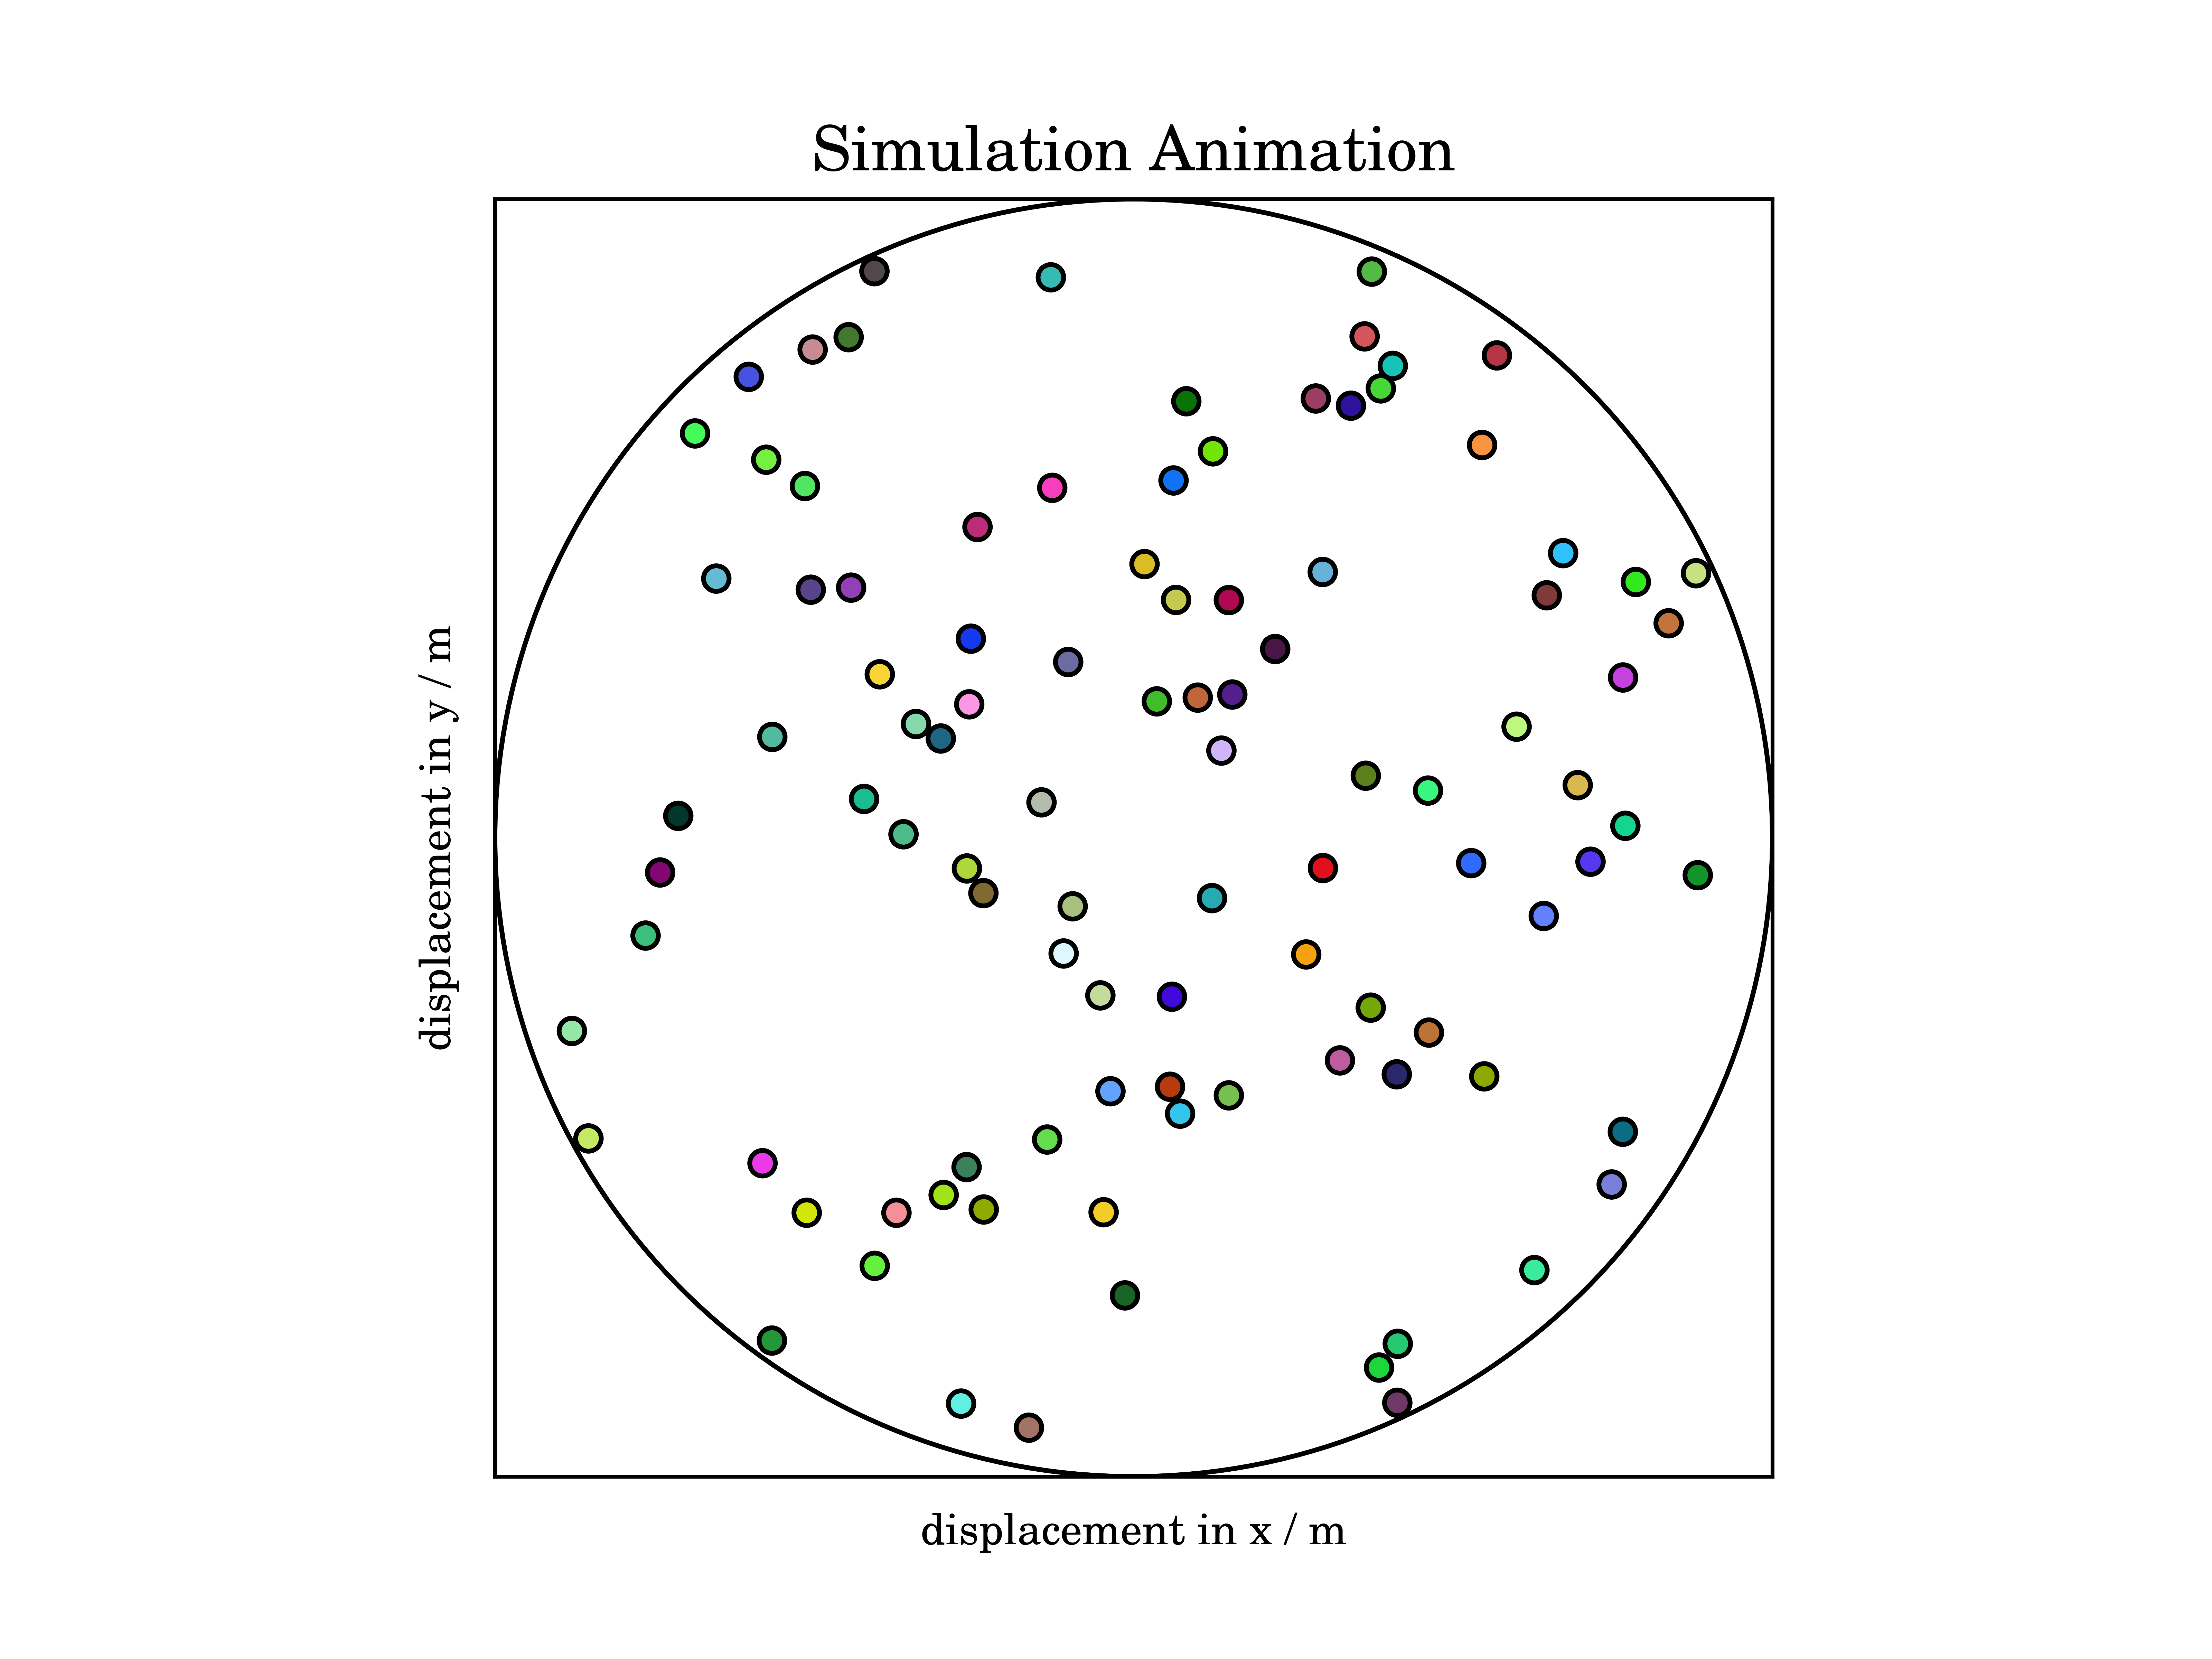 Simulation Animation
displacement in y / m
displacement in x / m